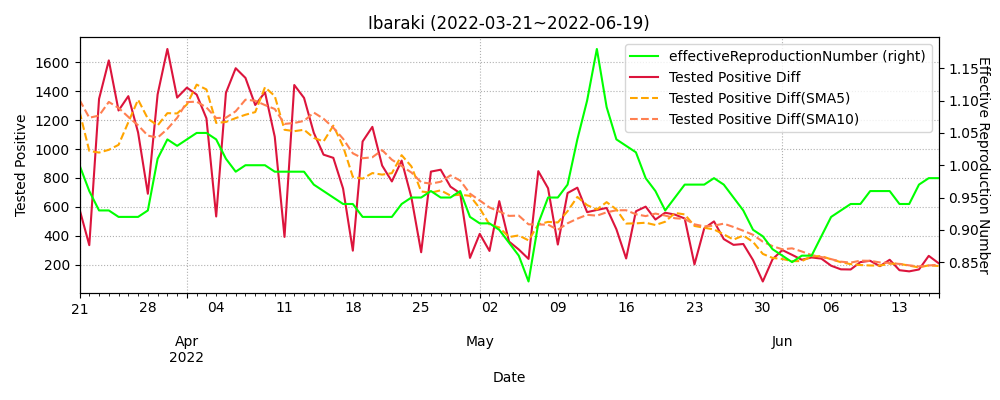 Ibaraki (2022-03-21~2022-06-19)
effectiveReproductionNumber (right)
Tested Positive Diff
Tested Positive Diff(SMA5)
Tested Positive Diff(SMA10)
Tested Positive
1600
1400
1200
1000
800
600
400
200
1.15
1.10
1.05
1.00
0.95
0.90
0.85
Effective Reproduction Number
21 28 04 11 18 25 02 09 16 23 30 06 13
Apr May Jun
2022
Date